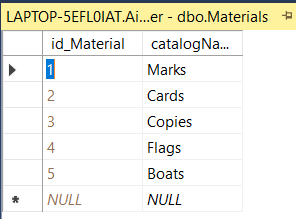 LAPTOP-5EFL0IAT.Ai...er - dbo.Materials
id_Material catalogNa...
1 Marks
2 Cards
3 Copies
4 Flags
5 Boats
* NULL NULL